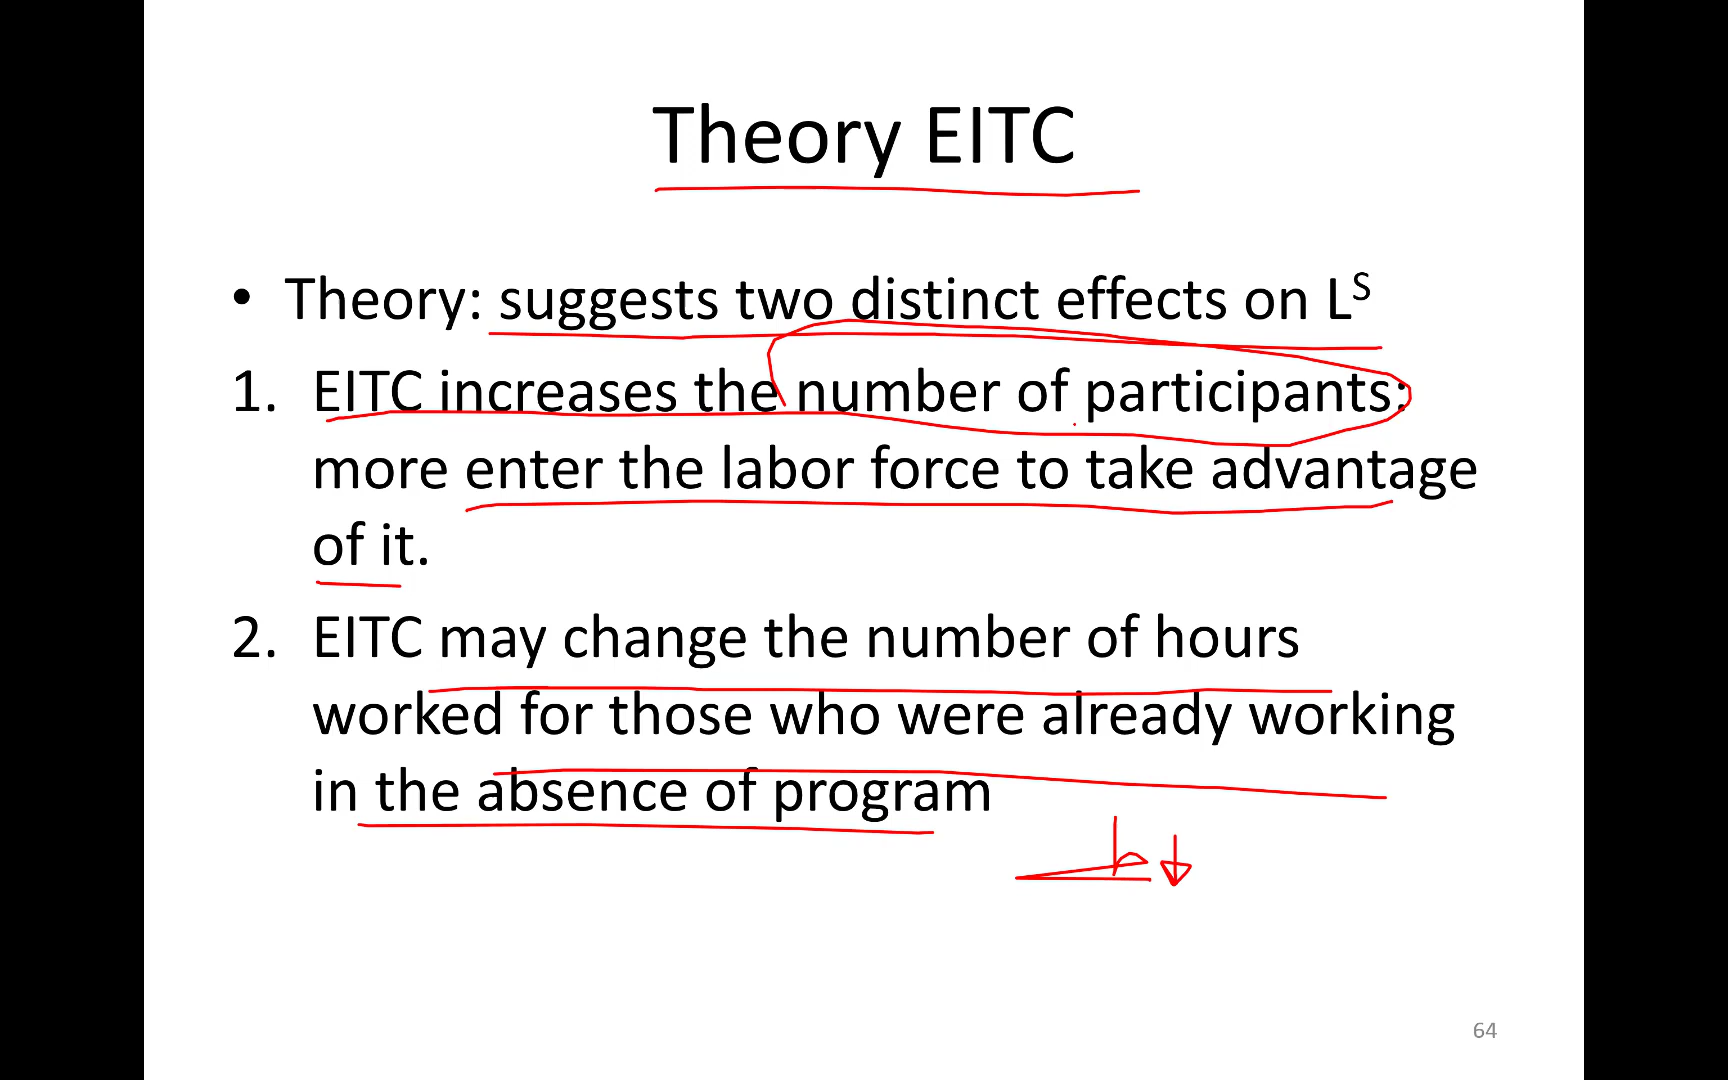 Theory EITC
• Theory: suggests two distinct effects on L^S
1. EITC increases the number of participants:
more enter the labor force to take advantage
of it.
2. EITC may change the number of hours
worked for those who were already working
in the absence of program
h↓
64